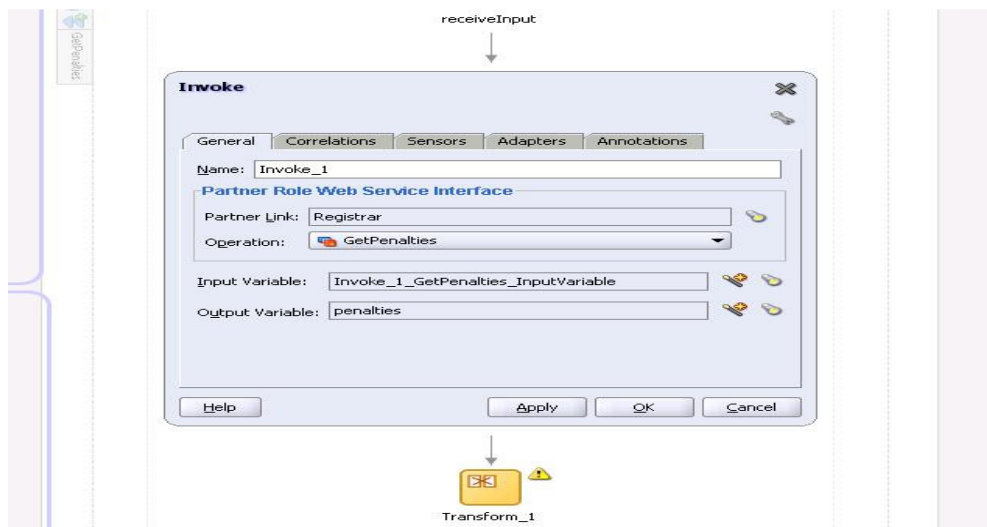 receiveInput
GetPenalties
Invoke
General Correlations Sensors Adapters Annotations
Name: Invoke_1
Partner Role Web Service Interface
Partner Link: Registrar
Operation: GetPenalties
Input Variable: Invoke_1_GetPenalties_InputVariable
Output Variable: penalties
Help Apply OK Cancel
Transform_1